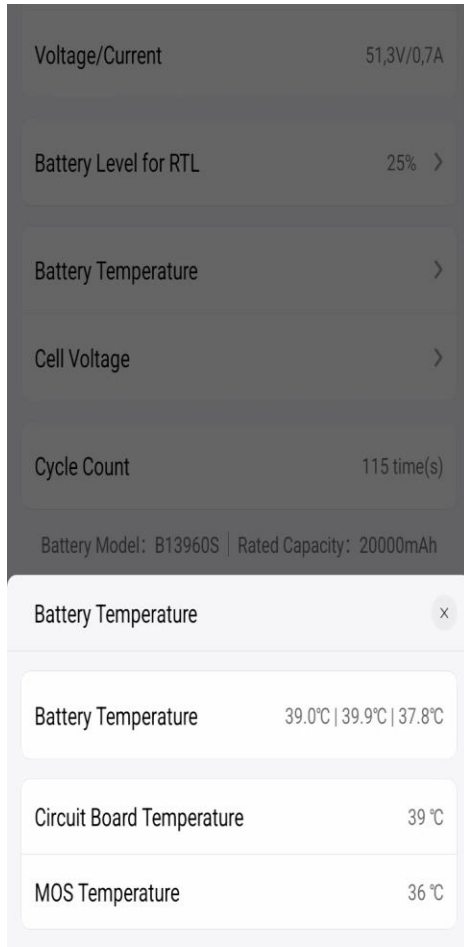 Voltage/Current 51,3V/0,7A
Battery Level for RTL 25% >
Battery Temperature >
Cell Voltage >
Cycle Count 115 time(s)
Battery Model: B13960S | Rated Capacity: 20000mAh
Battery Temperature ×
Battery Temperature 39.0℃ | 39.9℃ | 37.8℃
Circuit Board Temperature 39 ℃
MOS Temperature 36 ℃